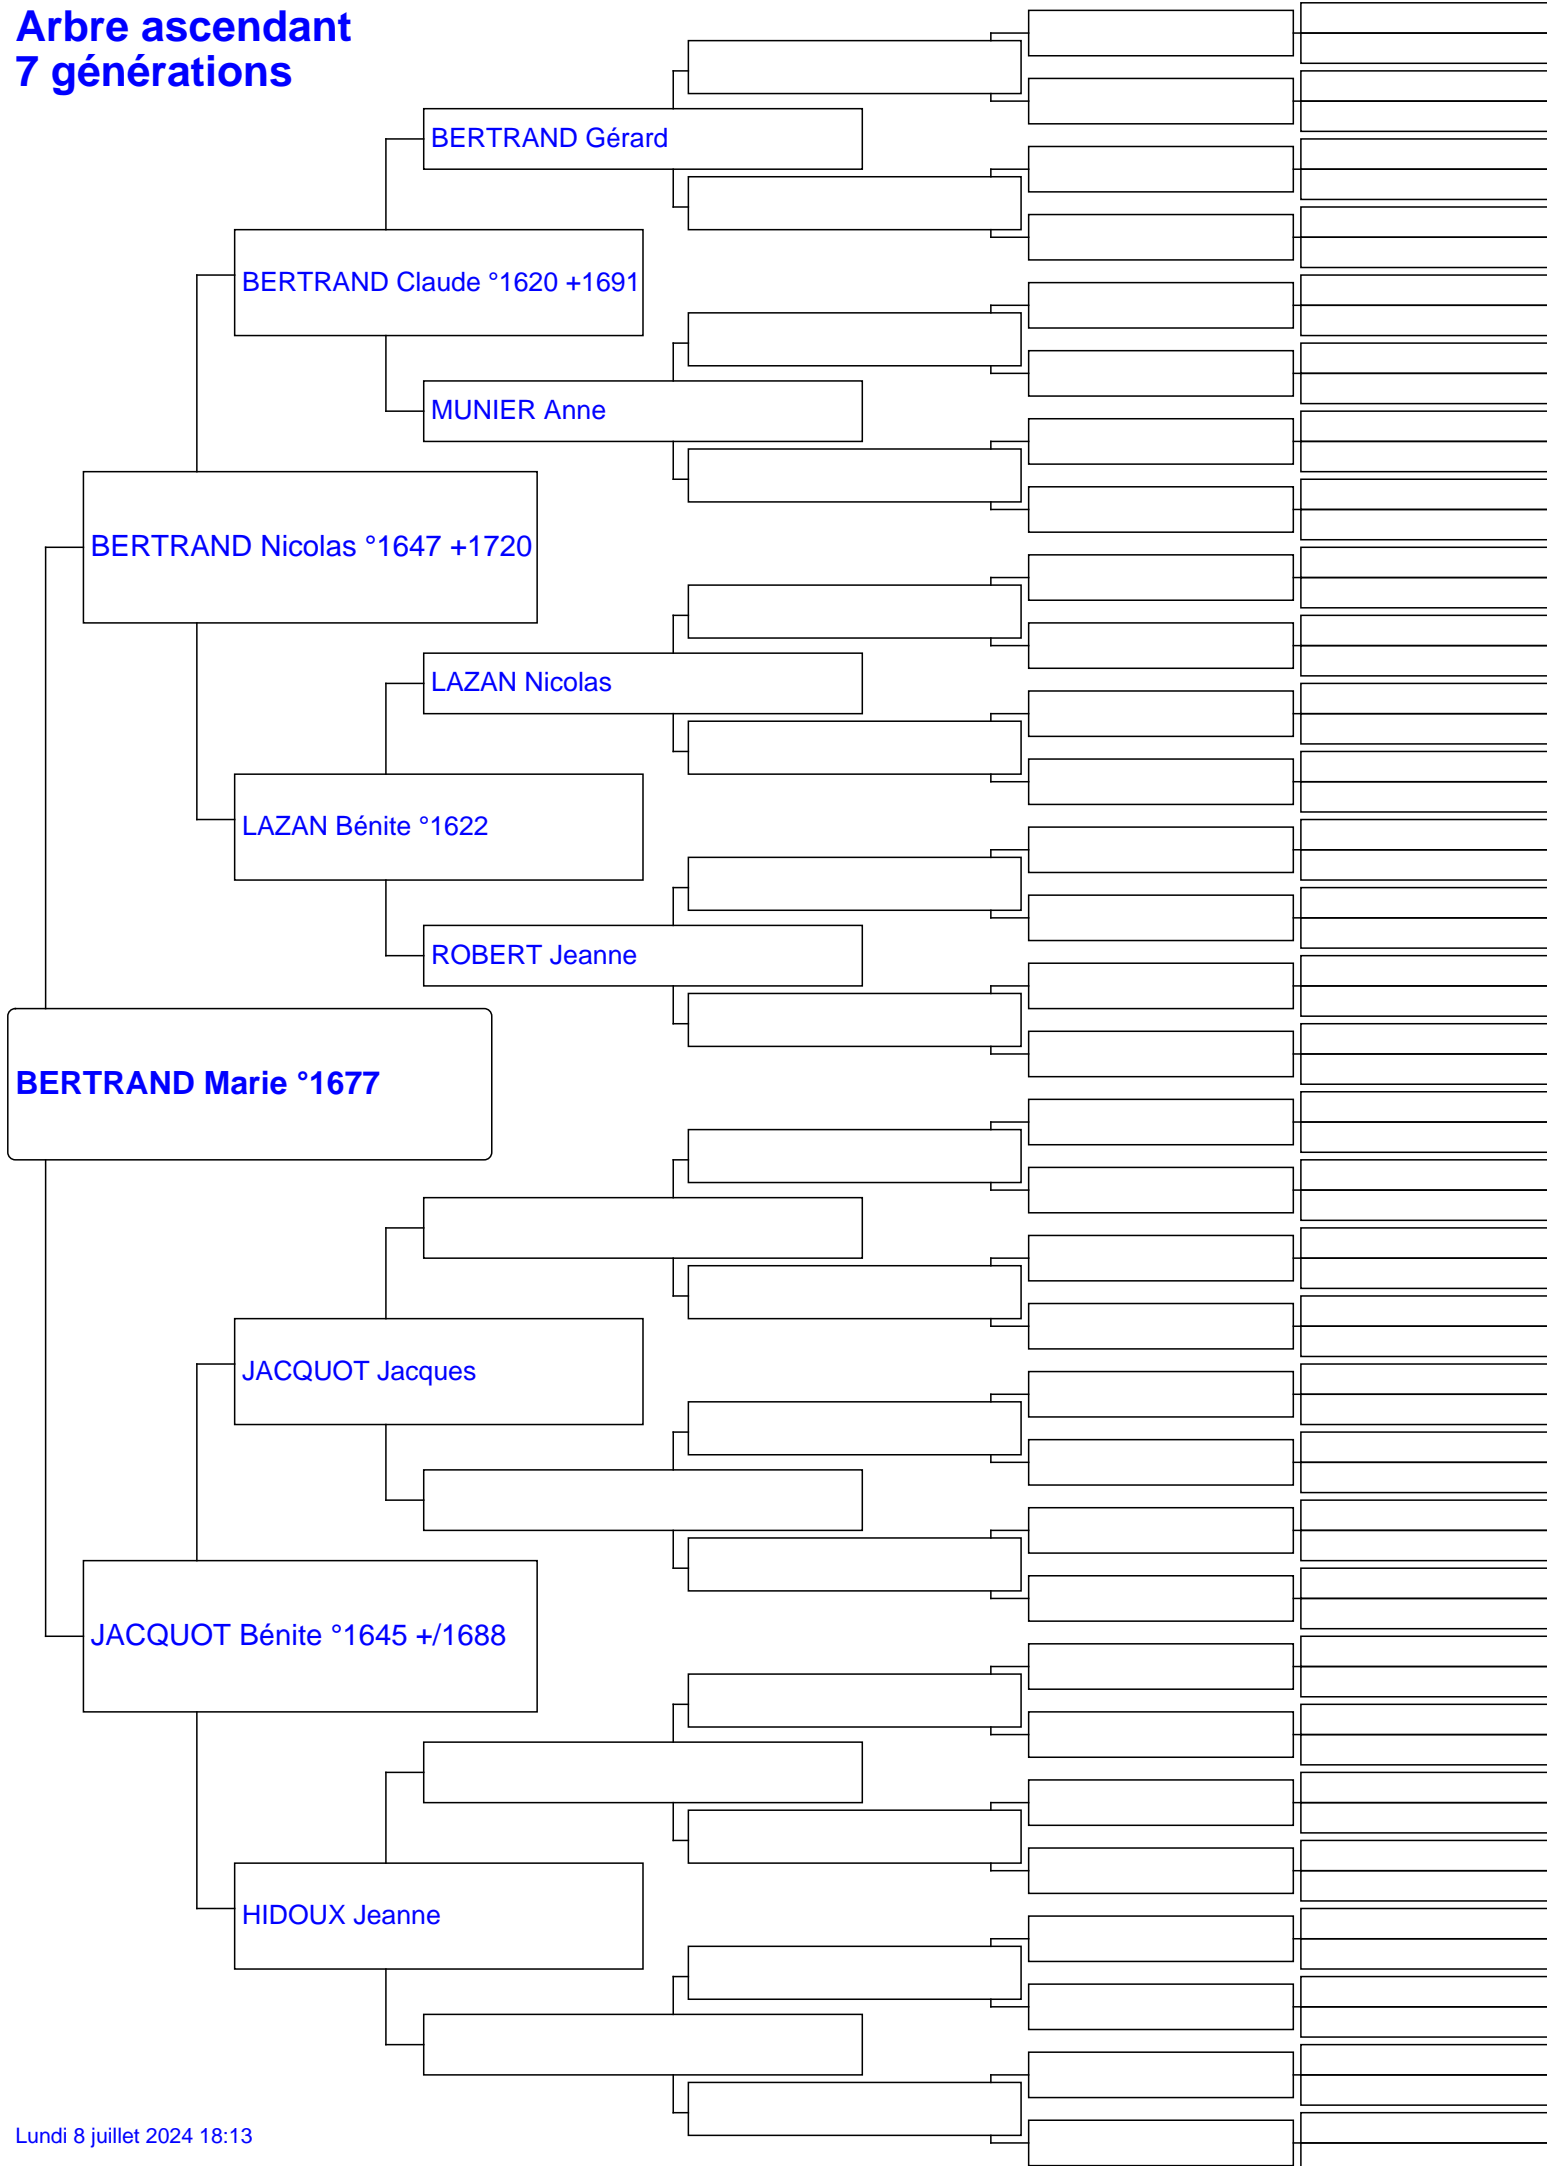 Arbre ascendant
7 générations
BERTRAND Gérard
BERTRAND Claude °1620 +1691
MUNIER Anne
BERTRAND Nicolas °1647 +1720
LAZAN Nicolas
LAZAN Bénite °1622
ROBERT Jeanne
BERTRAND Marie °1677
JACQUOT Jacques
JACQUOT Bénite °1645 +/1688
HIDOUX Jeanne
Lundi 8 juillet 2024 18:13